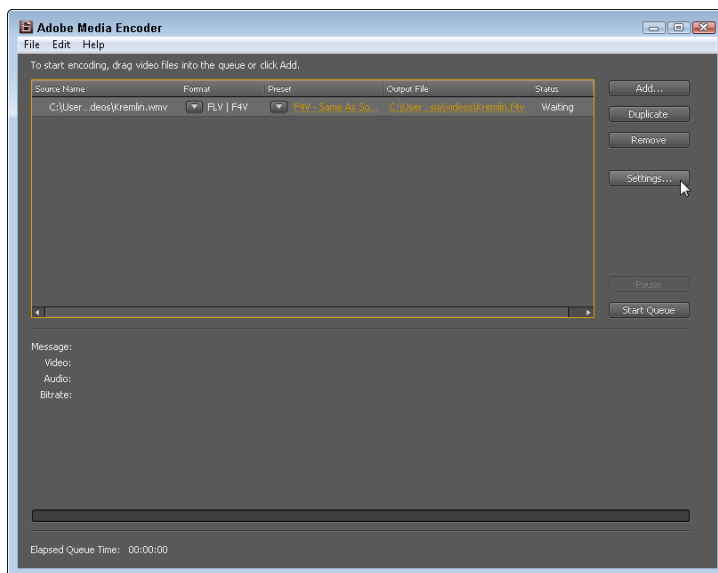 Adobe Media Encoder
File Edit Help
To start encoding, drag video files into the queue or click Add.
Source Name Format Preset Output File Status
C:\User...deos\Kremlin.wmv FLV | F4V F4V - Same As So... C:\User...sia\videos\Kremlin.f4v Waiting
Add...
Duplicate
Remove
Settings...
Pause
Start Queue
Message:
Video:
Audio:
Bitrate:
Elapsed Queue Time: 00:00:00